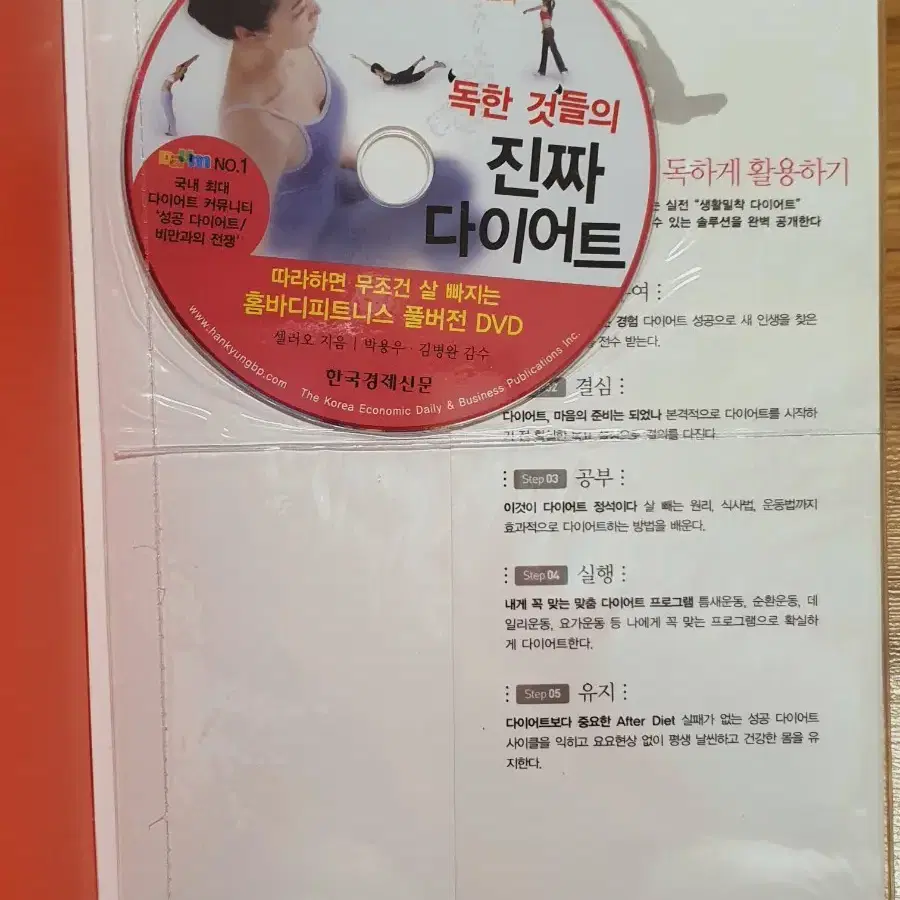 독한 것들의
진짜
다이어트
Daum NO.1
국내 최대
다이어트 커뮤니티
'성공 다이어트/
비만과의 전쟁'
따라하면 무조건 살 빠지는
홈바디피트니스 풀버전 DVD
셀러오 지음 | 박용우·김병완 감수
한국경제신문
www.hankyungbp.com
The Korea Economic Daily & Business Publications Inc.
독하게 활용하기
는 실전 "생활밀착 다이어트"
수 있는 솔루션을 완벽 공개한다
여
경험 다이어트 성공으로 새 인생을 찾은
전수 받는다.
02 결심
다이어트, 마음의 준비는 되었나 본격적으로 다이어트를 시작하
결의를 다진다.
Step 03 공부
이것이 다이어트 정석이다 살 빼는 원리, 식사법, 운동법까지
효과적으로 다이어트하는 방법을 배운다.
Step 04 실행
내게 꼭 맞는 맞춤 다이어트 프로그램 틈새운동, 순환운동, 데
일리운동, 요가운동 등 나에게 꼭 맞는 프로그램으로 확실하
게 다이어트한다.
Step 05 유지
다이어트보다 중요한 After Diet 실패가 없는 성공 다이어트
사이클을 익히고 요요현상 없이 평생 날씬하고 건강한 몸을 유
지한다.